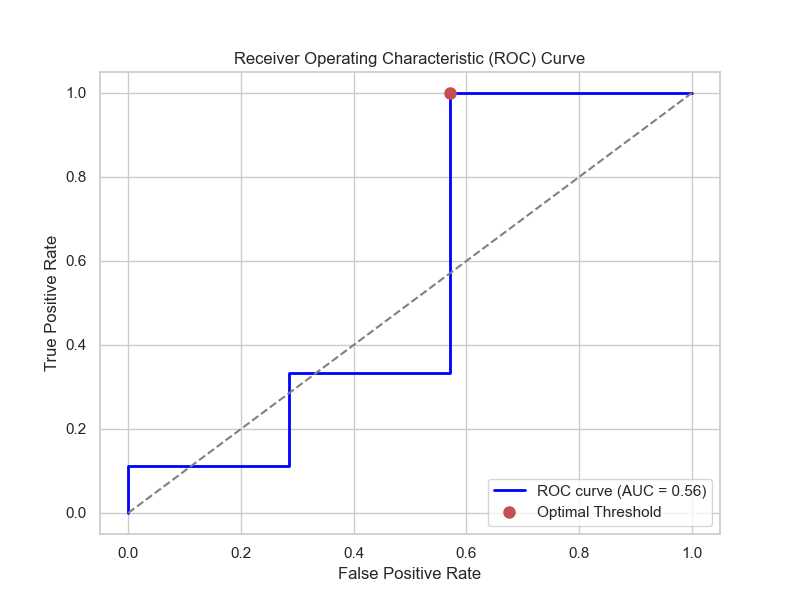 Receiver Operating Characteristic (ROC) Curve
True Positive Rate
1.0
0.8
0.6
0.4
0.2
0.0
0.0 0.2 0.4 0.6 0.8 1.0
False Positive Rate
ROC curve (AUC = 0.56)
Optimal Threshold